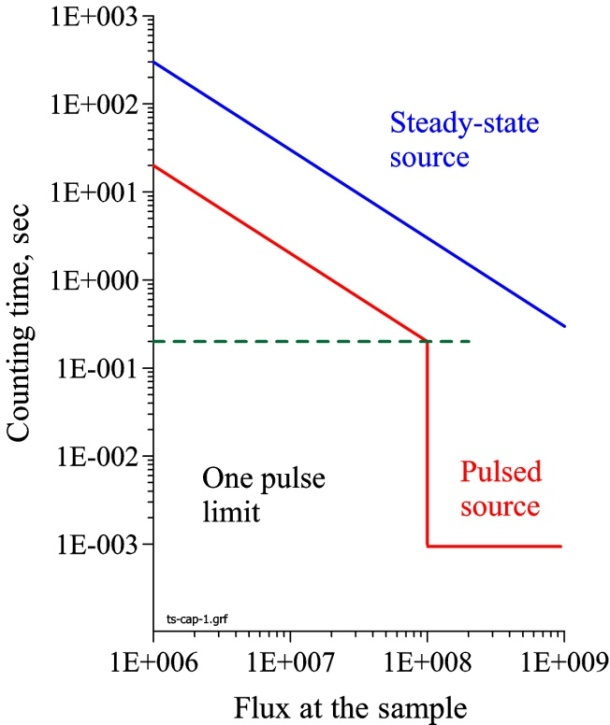 1E+003
1E+002
1E+001
1E+000
1E-001
1E-002
1E-003
Counting time, sec
Steady-state
source
One pulse
limit
Pulsed
source
ts-cap-1.grf
1E+006 1E+007 1E+008 1E+009
Flux at the sample